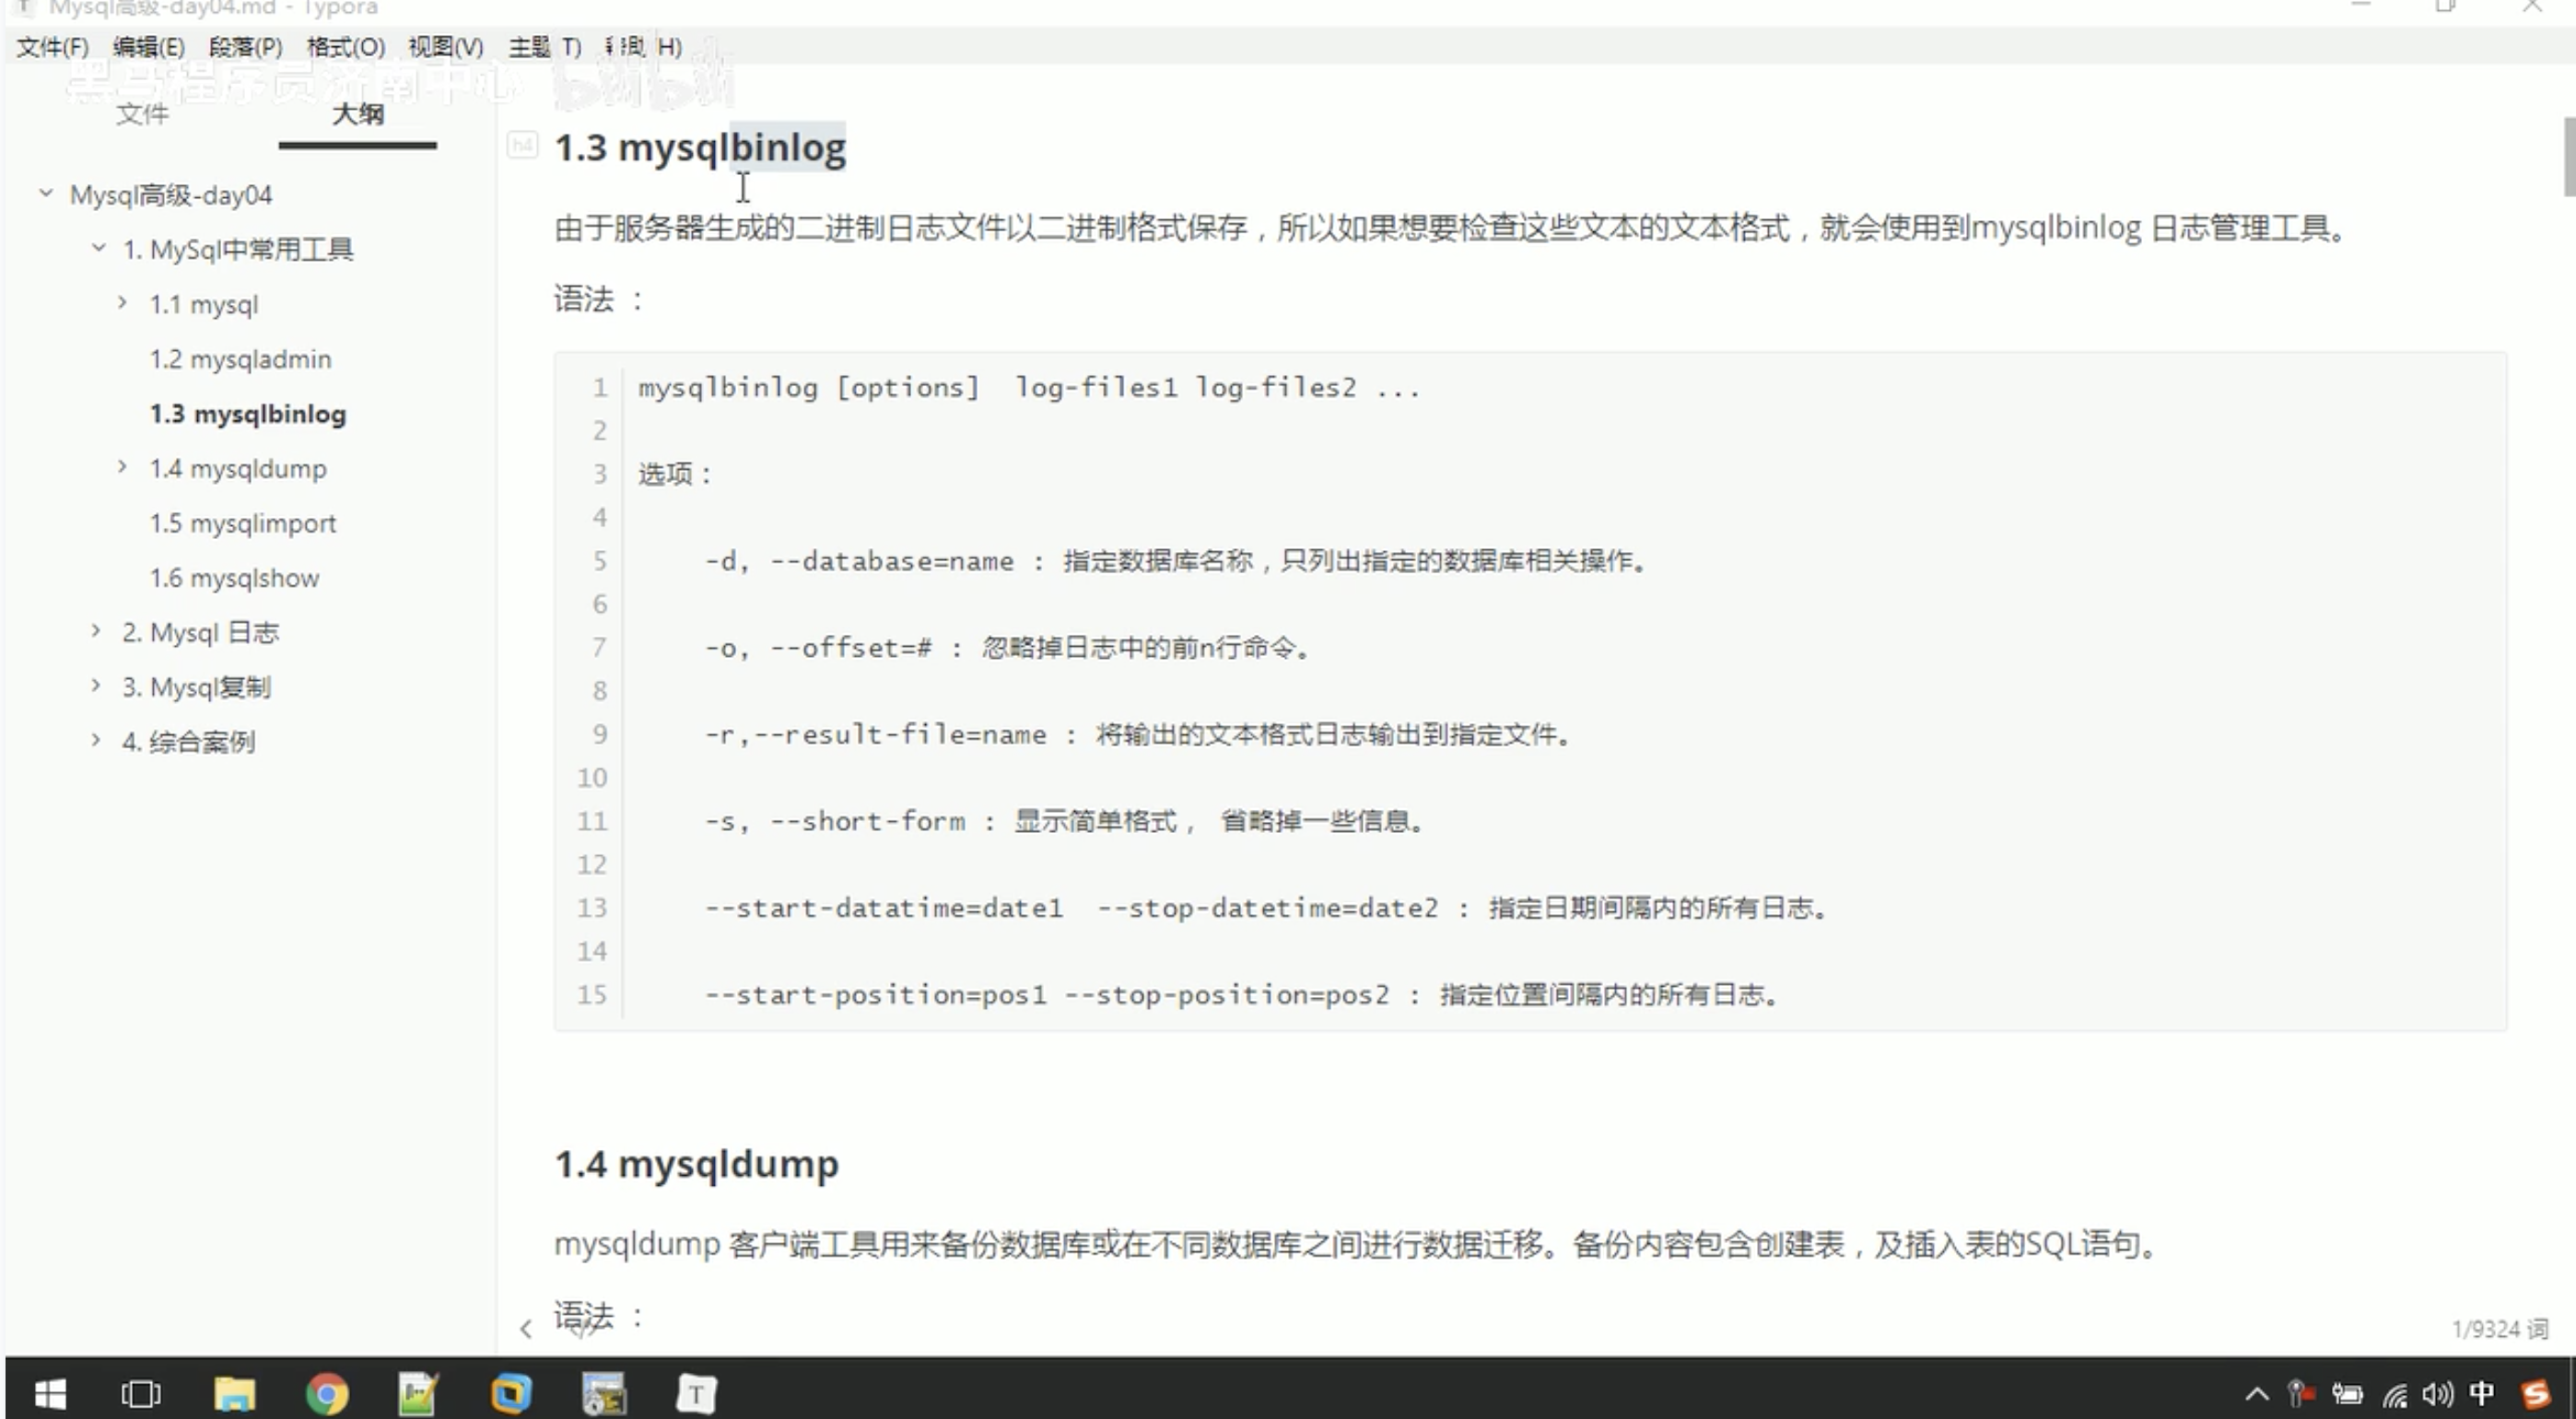 Mysql高级-day04.md - Typora
文件(F) 编辑(E) 段落(P) 格式(O) 视图(V) 主题(T) 帮助(H)
黑马程序员济南中心 bilibili
文件 大纲
Mysql高级-day04
1. MySql中常用工具
1.1 mysql
1.2 mysqladmin
1.3 mysqlbinlog
1.4 mysqldump
1.5 mysqlimport
1.6 mysqlshow
2. Mysql 日志
3. Mysql复制
4. 综合案例
h4
1.3 mysqlbinlog
由于服务器生成的二进制日志文件以二进制格式保存，所以如果想要检查这些文本的文本格式，就会使用到mysqlbinlog 日志管理工具。
语法 ：
1 mysqlbinlog [options]  log-files1 log-files2 ...
2
3 选项：
4
5 -d, --database=name : 指定数据库名称，只列出指定的数据库相关操作。
6
7 -o, --offset=# : 忽略掉日志中的前n行命令。
8
9 -r,--result-file=name : 将输出的文本格式日志输出到指定文件。
10
11 -s, --short-form : 显示简单格式， 省略掉一些信息。
12
13 --start-datatime=date1  --stop-datetime=date2 : 指定日期间隔内的所有日志。
14
15 --start-position=pos1 --stop-position=pos2 : 指定位置间隔内的所有日志。
1.4 mysqldump
mysqldump 客户端工具用来备份数据库或在不同数据库之间进行数据迁移。备份内容包含创建表，及插入表的SQL语句。
语法 ：
1/9324 词
中